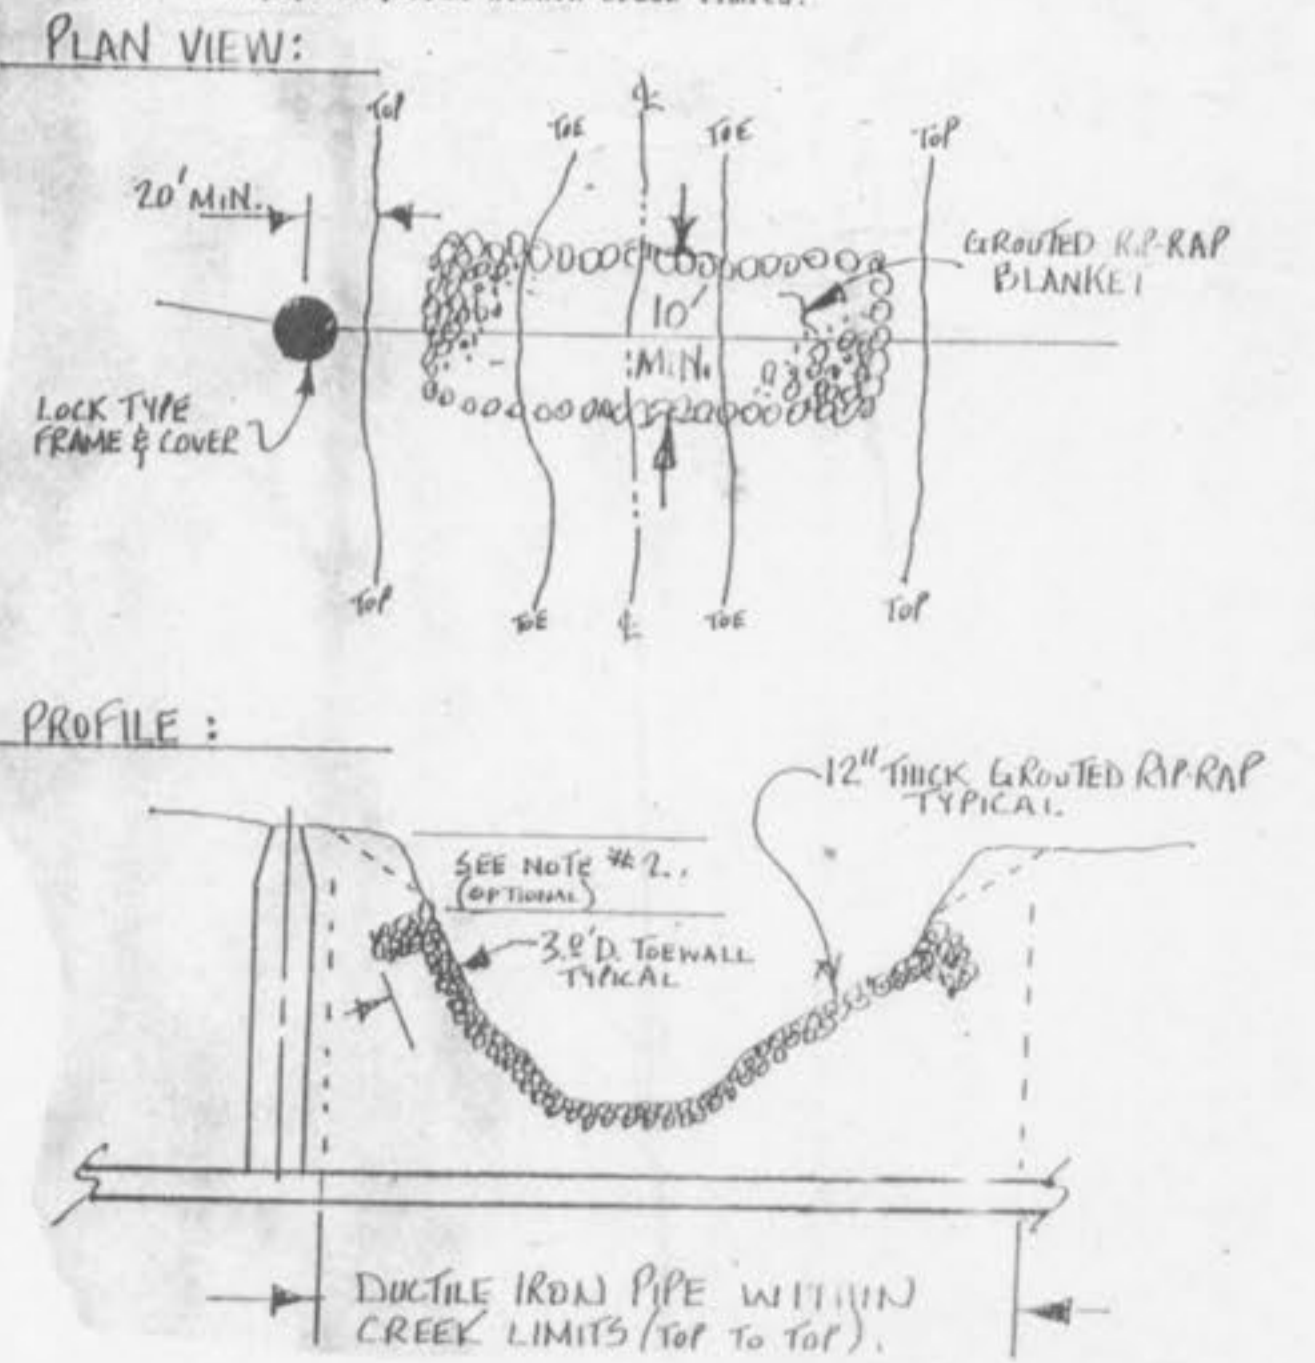 PLAN VIEW:
TOP
TOE
℄
TOE
TOP
20' MIN.
GROUTED RIP-RAP
BLANKET
10'
MIN.
LOCK TYPE
FRAME & COVER
TOP
TOE
℄
TOE
TOP
PROFILE :
12" THICK GROUTED RIP-RAP
TYPICAL
SEE NOTE #2.
(OPTIONAL)
3.0' D. TOEWALL
TYPICAL
DUCTILE IRON PIPE WITHIN
CREEK LIMITS (TOP TO TOP).